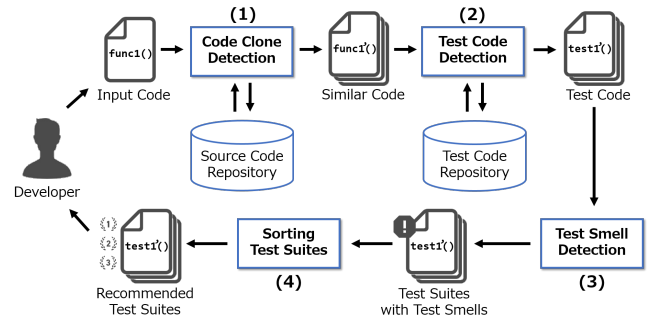 (1)
(2)
func1()
Code Clone
Detection
func1'()
Test Code
Detection
test1'()
Input Code
Similar Code
Test Code
Source Code
Repository
Test Code
Repository
Developer
1
2
3
test1'()
Sorting
Test Suites
!
test1'()
Test Smell
Detection
(4)
(3)
Recommended
Test Suites
Test Suites
with Test Smells